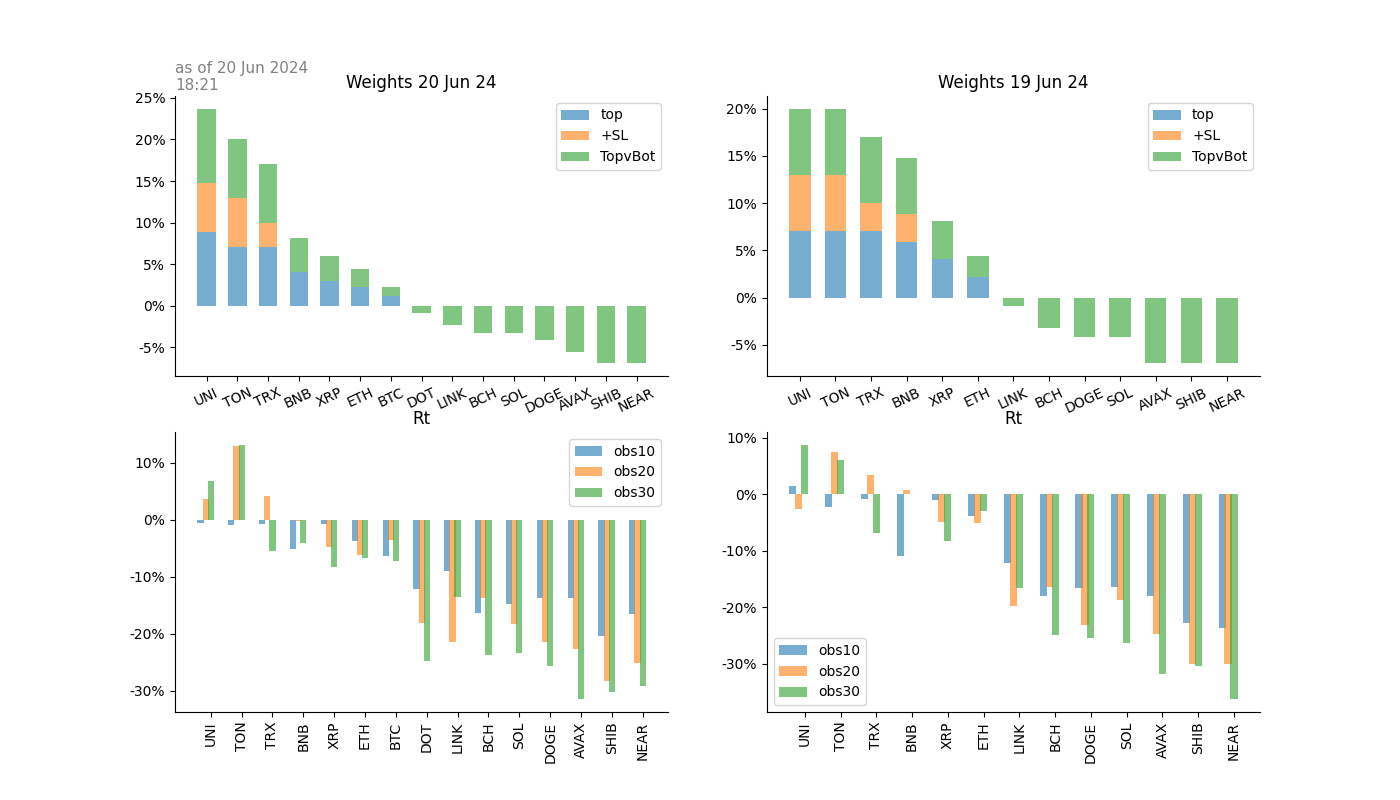 as of 20 Jun 2024
18:21
Weights 20 Jun 24
25%
20%
15%
10%
5%
0%
-5%
top
+SL
TopvBot
UNI TON TRX BNB XRP ETH BTC DOT LINK BCH SOL DOGE AVAX SHIB NEAR
Weights 19 Jun 24
20%
15%
10%
5%
0%
-5%
top
+SL
TopvBot
UNI TON TRX BNB XRP ETH LINK BCH DOGE SOL AVAX SHIB NEAR
Rt
10%
0%
-10%
-20%
-30%
obs10
obs20
obs30
UNI TON TRX BNB XRP ETH BTC DOT LINK BCH SOL DOGE AVAX SHIB NEAR
Rt
10%
0%
-10%
-20%
-30%
obs10
obs20
obs30
UNI TON TRX BNB XRP ETH LINK BCH DOGE SOL AVAX SHIB NEAR